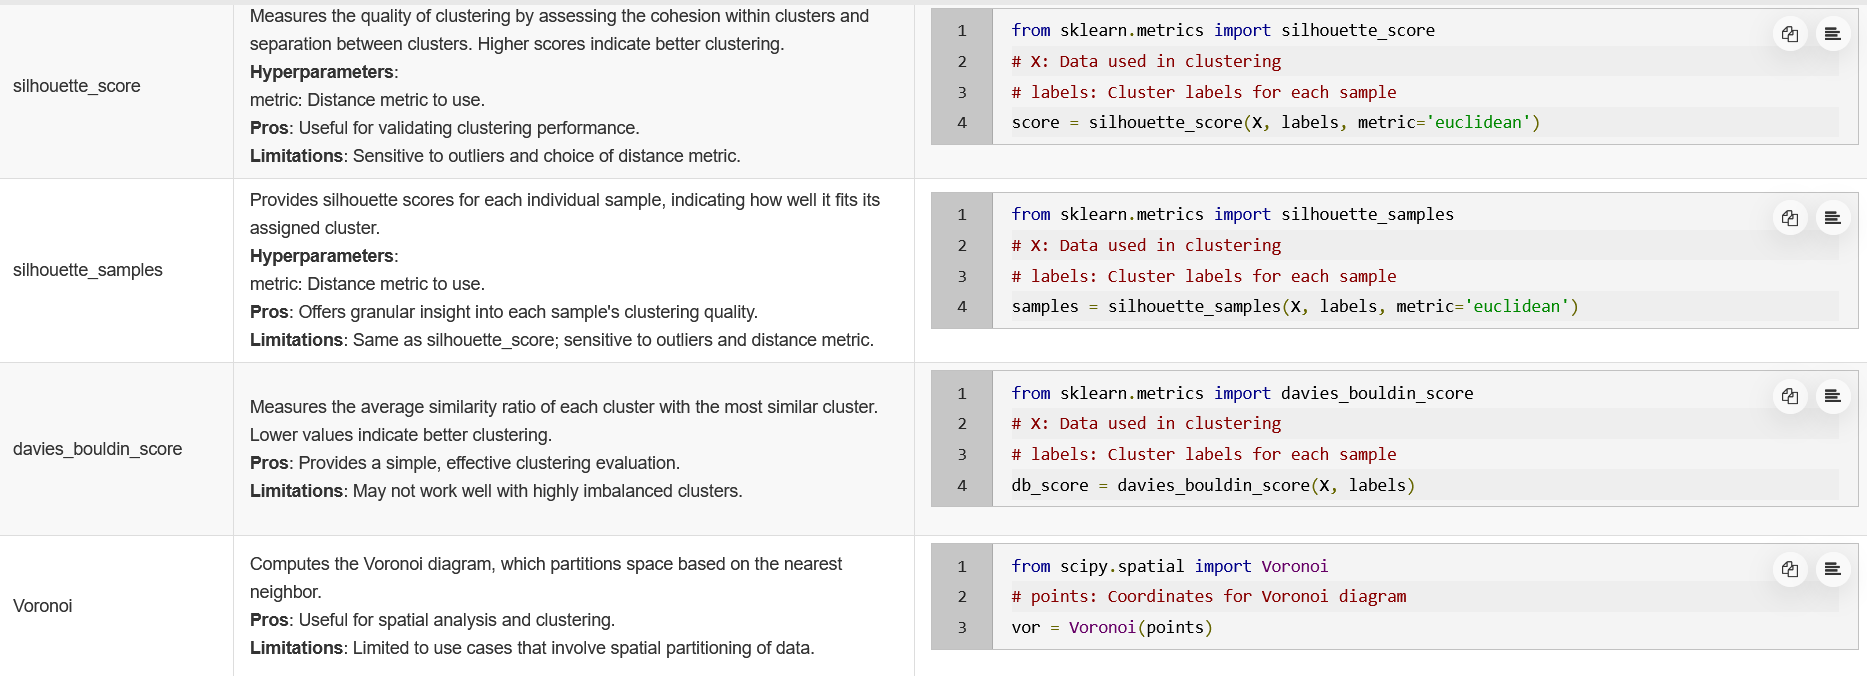 silhouette_score
Measures the quality of clustering by assessing the cohesion within clusters and
separation between clusters. Higher scores indicate better clustering.
Hyperparameters:
metric: Distance metric to use.
Pros: Useful for validating clustering performance.
Limitations: Sensitive to outliers and choice of distance metric.
1 from sklearn.metrics import silhouette_score
2 # X: Data used in clustering
3 # labels: Cluster labels for each sample
4 score = silhouette_score(X, labels, metric='euclidean')
silhouette_samples
Provides silhouette scores for each individual sample, indicating how well it fits its
assigned cluster.
Hyperparameters:
metric: Distance metric to use.
Pros: Offers granular insight into each sample's clustering quality.
Limitations: Same as silhouette_score; sensitive to outliers and distance metric.
1 from sklearn.metrics import silhouette_samples
2 # X: Data used in clustering
3 # labels: Cluster labels for each sample
4 samples = silhouette_samples(X, labels, metric='euclidean')
davies_bouldin_score
Measures the average similarity ratio of each cluster with the most similar cluster.
Lower values indicate better clustering.
Pros: Provides a simple, effective clustering evaluation.
Limitations: May not work well with highly imbalanced clusters.
1 from sklearn.metrics import davies_bouldin_score
2 # X: Data used in clustering
3 # labels: Cluster labels for each sample
4 db_score = davies_bouldin_score(X, labels)
Voronoi
Computes the Voronoi diagram, which partitions space based on the nearest
neighbor.
Pros: Useful for spatial analysis and clustering.
Limitations: Limited to use cases that involve spatial partitioning of data.
1 from scipy.spatial import Voronoi
2 # points: Coordinates for Voronoi diagram
3 vor = Voronoi(points)